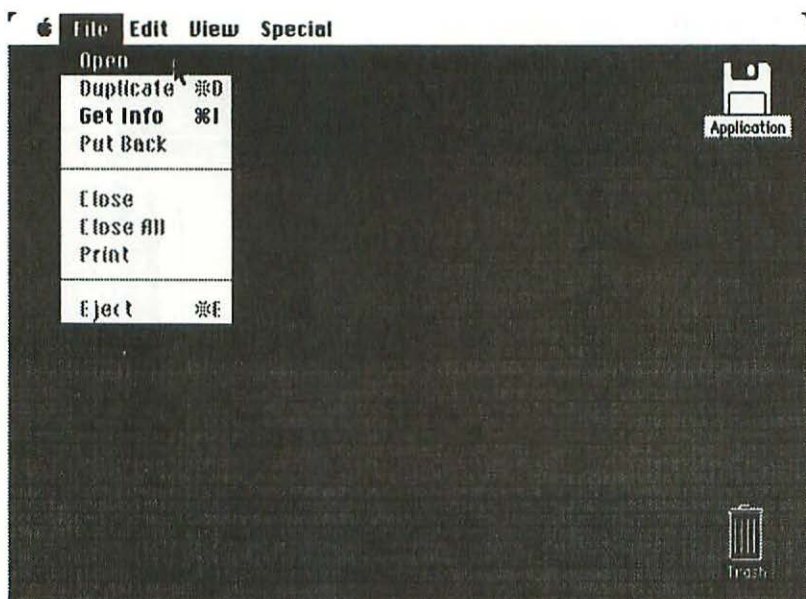 File Edit View Special
Open
Duplicate ⌘D
Get Info ⌘I
Put Back
Close
Close All
Print
Eject ⌘E
Application
Trash